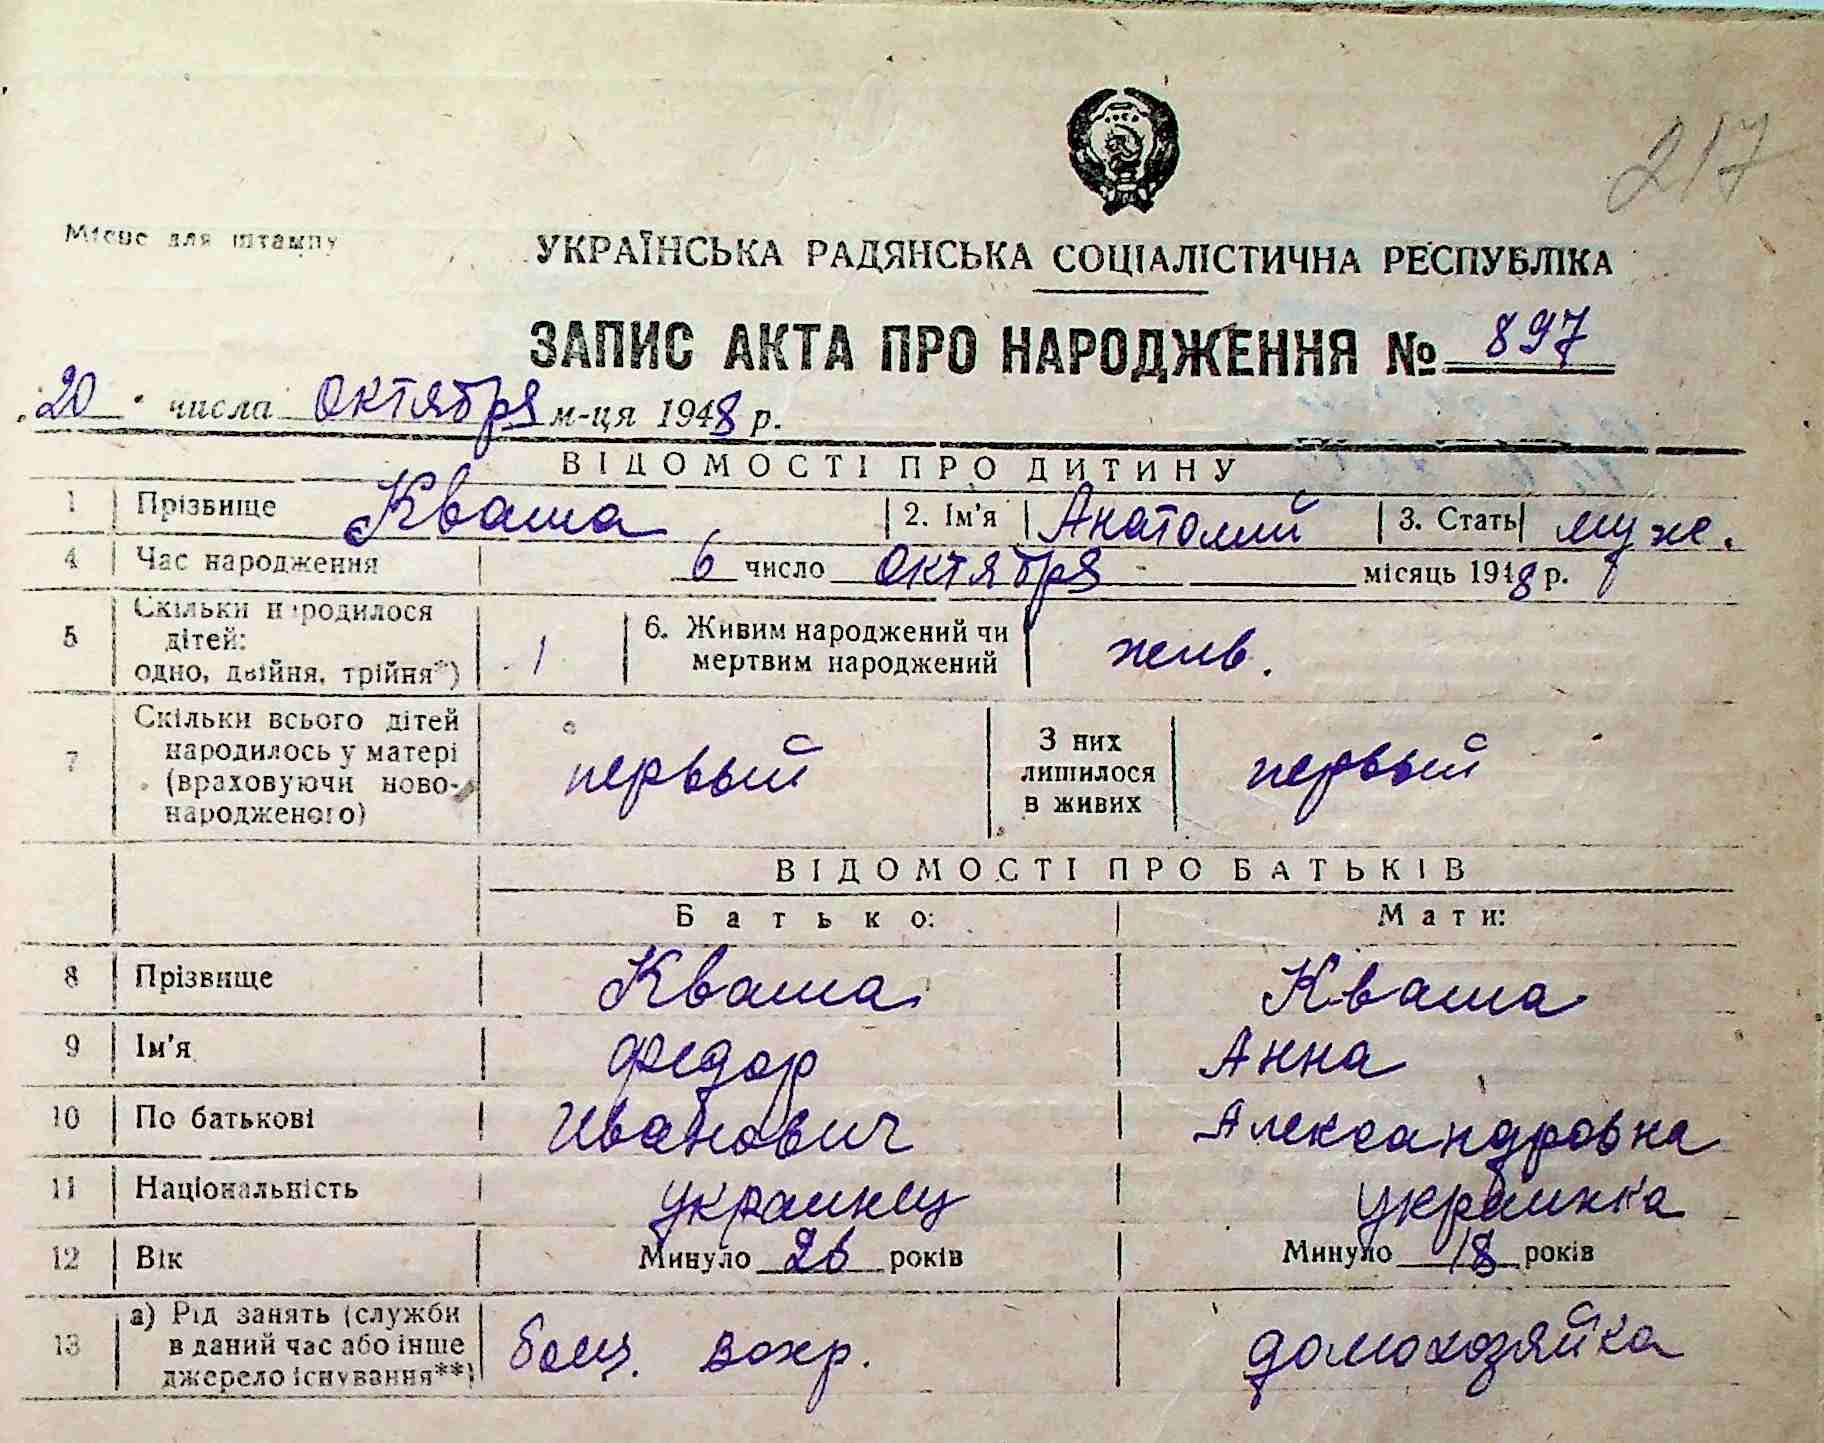 217
Місце для штампу
УКРАЇНСЬКА РАДЯНСЬКА СОЦІАЛІСТИЧНА РЕСПУБЛІКА
ЗАПИС АКТА ПРО НАРОДЖЕННЯ № 897
20 числа октября м-ця 1948 р.
ВІДОМОСТІ ПРО ДИТИНУ
1 Прізвище Кваша 2. Ім'я Анатолий 3. Стать муж.
4 Час народження 6 число октября місяць 1948 р.
5 Скільки народилося
дітей:
одно, двійня, трійня*) 1
6. Живим народжений чи
мертвим народжений жив.
7 Скільки всього дітей
народилось у матері
(враховуючи ново-
народженого) первый
З них
лишилося
в живих первый
ВІДОМОСТІ ПРО БАТЬКІВ
Батько: Мати:
8 Прізвище Кваша Кваша
9 Ім'я Федор Анна
10 По батькові Иванович Александровна
11 Національність украинец украинка
12 Вік Минуло 26 років Минуло 18 років
13 а) Рід занять (служби
в даний час або інше
джерело існування**) вохр. домохозяйка